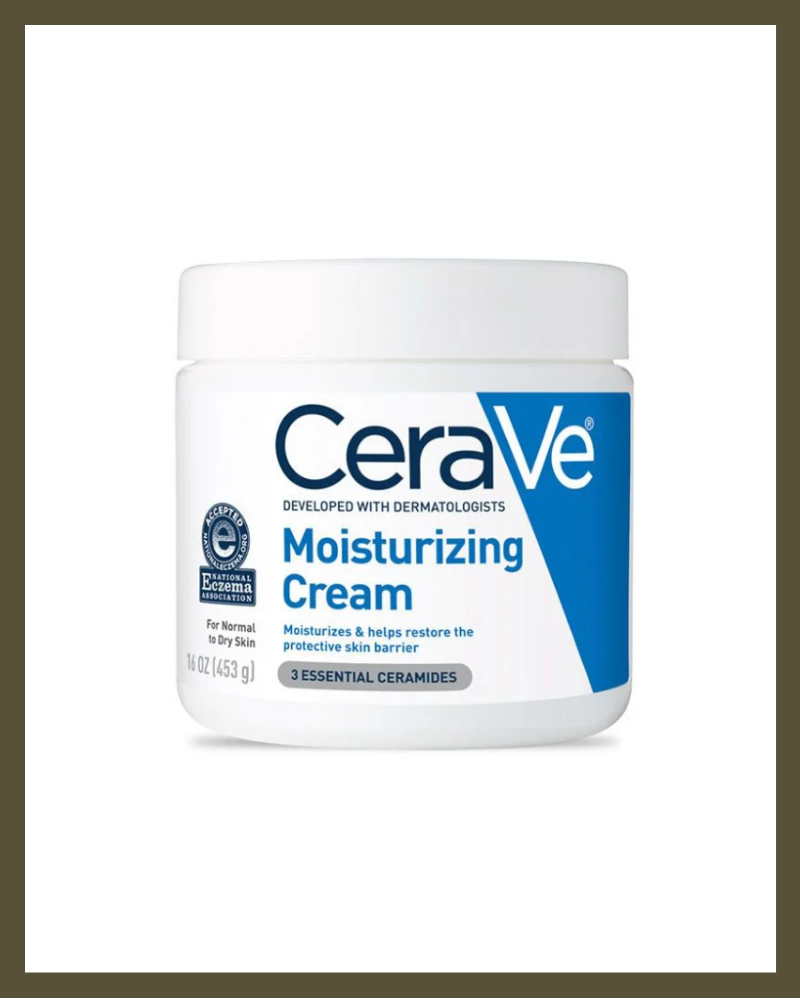 CeraVe®
DEVELOPED WITH DERMATOLOGISTS
Moisturizing
Cream
Moisturizes & helps restore the
protective skin barrier
3 ESSENTIAL CERAMIDES
ACCEPTED
e
NATIONALECZEMA.ORG
NATIONAL
Eczema
ASSOCIATION
For Normal
to Dry Skin
16 OZ (453 g)